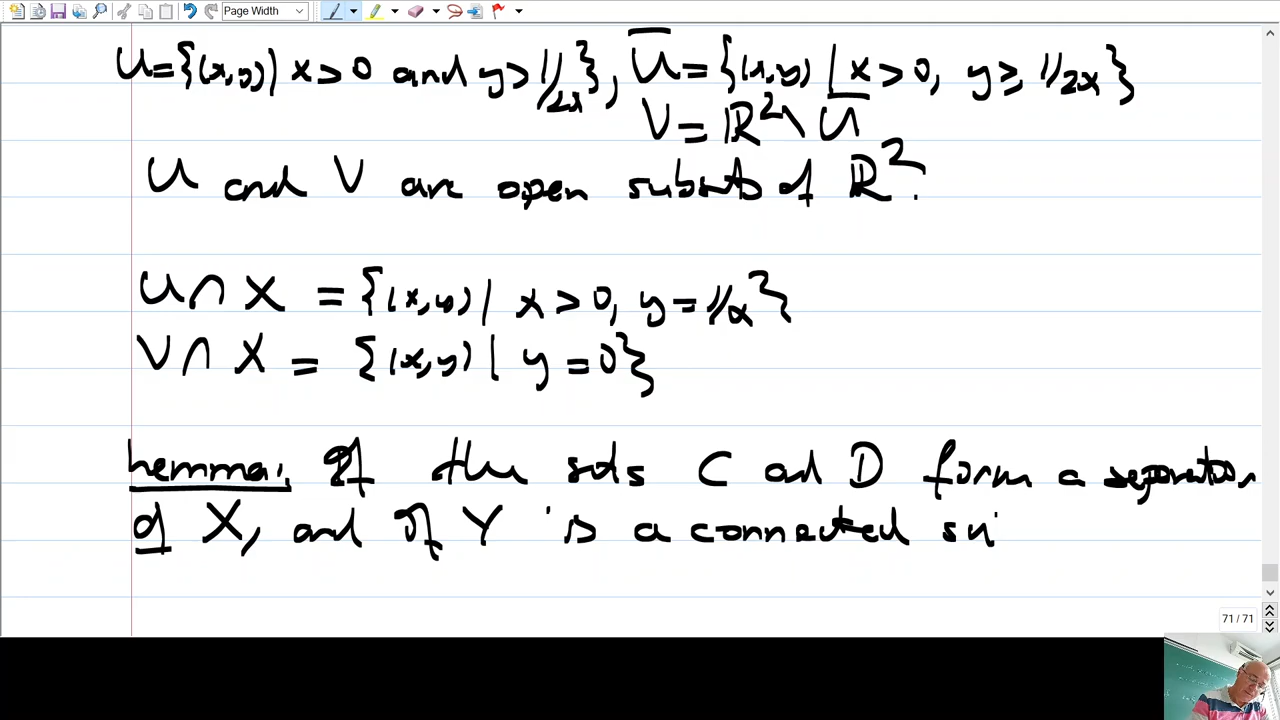 Page Width
U={(x,y)| x>0 and y>1/2x}, U̅={(x,y) | x>0, y≥1/2x}
V=ℝ²\U̅
U and V are open subsets of ℝ².
U∩X = {(x,y)| x>0, y=1/x}
V∩X = {(x,y)| y=0}
Lemma: If the sets C and D form a separation
of X, and if Y is a connected su
71 / 71